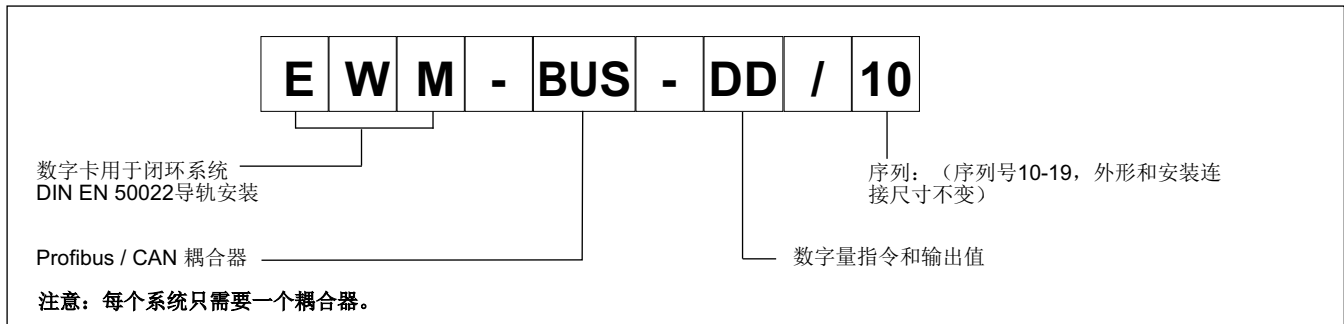 EWM-BUS-DD/10
数字卡用于闭环系统
DIN EN 50022导轨安装
序列：（序列号10-19，外形和安装连
接尺寸不变）
Profibus / CAN 耦合器
数字量指令和输出值
注意：每个系统只需要一个耦合器。